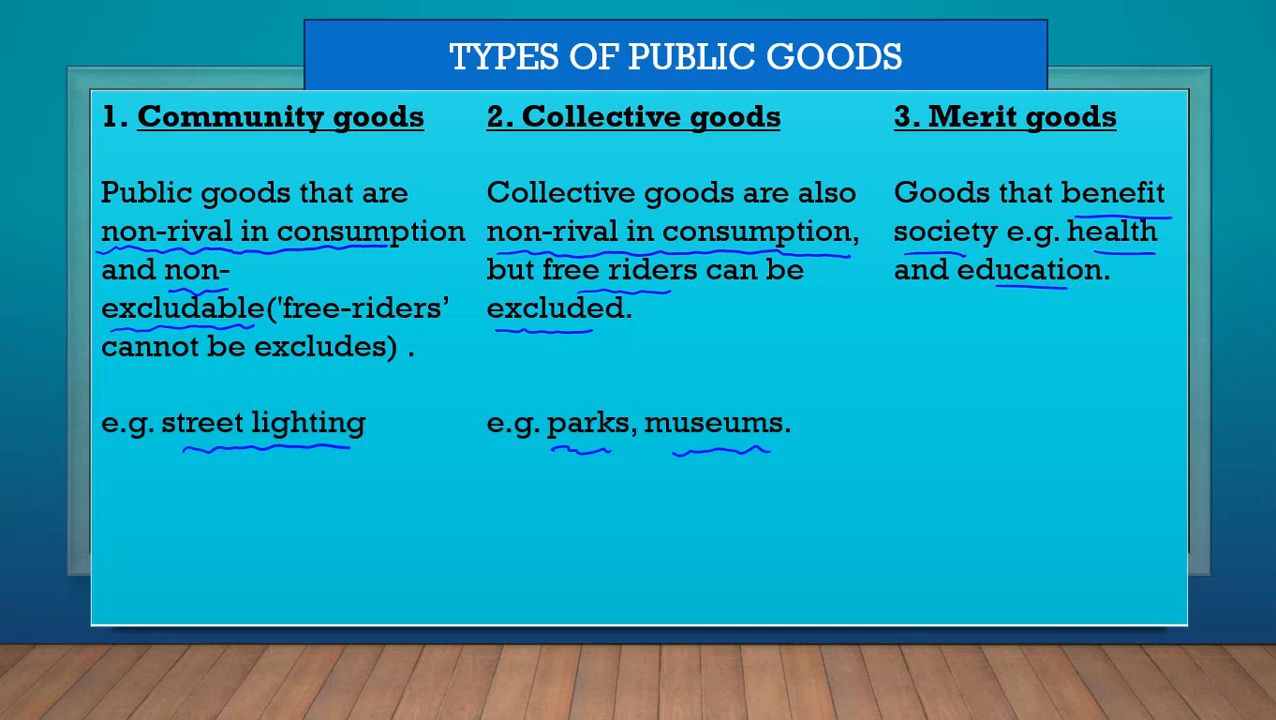 TYPES OF PUBLIC GOODS
1. Community goods
Public goods that are
non-rival in consumption
and non-
excludable('free-riders’
cannot be excludes) .
e.g. street lighting
2. Collective goods
Collective goods are also
non-rival in consumption,
but free riders can be
excluded.
e.g. parks, museums.
3. Merit goods
Goods that benefit
society e.g. health
and education.